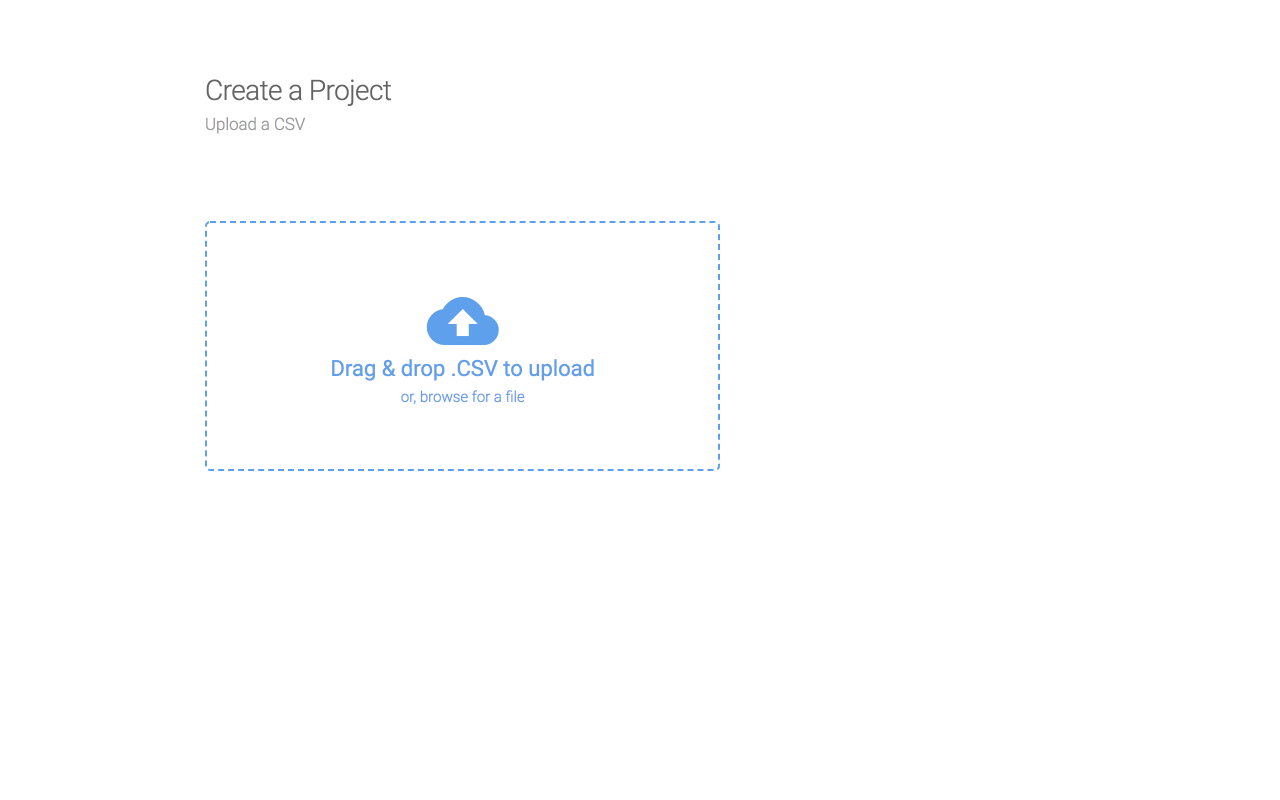 Create a Project
Upload a CSV
Drag & drop .CSV to upload
or, browse for a file